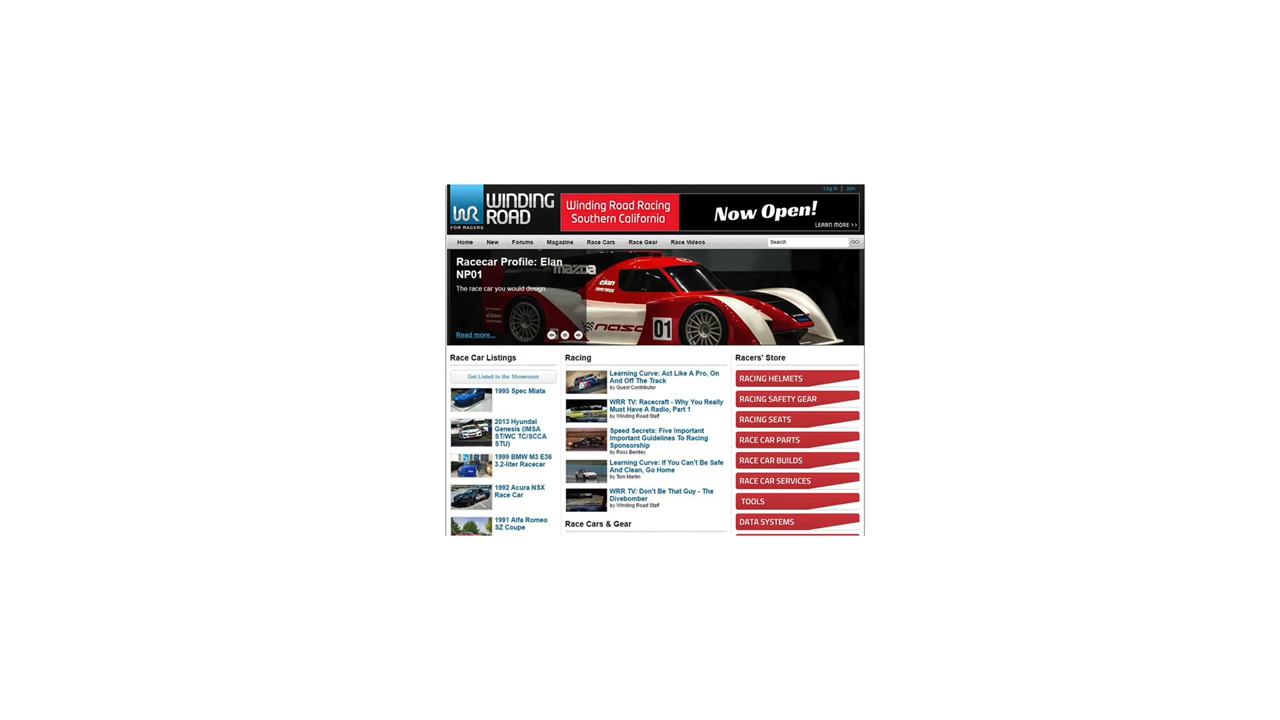 Log In | Join
WINDING
ROAD
WR
FOR RACERS
Winding Road Racing
Southern California
Now Open!
LEARN MORE >>
Home New Forums Magazine Race Cars Race Gear Race Videos
Search GO
Racecar Profile: Elan
NP01
The race car you would design
Read more...
mazda
élan
nasa
01
Race Car Listings
Get Listed in the Showroom
1995 Spec Miata
2013 Hyundai
Genesis (IMSA
ST/WC TC/SCCA
STU)
1999 BMW M3 E36
3.2-liter Racecar
1992 Acura NSX
Race Car
1991 Alfa Romeo
SZ Coupe
Racing
Learning Curve: Act Like A Pro, On
And Off The Track
by Guest Contributor
WRR TV: Racecraft - Why You Really
Must Have A Radio, Part 1
by Winding Road Staff
Speed Secrets: Five Important
Important Guidelines To Racing
Sponsorship
by Ross Bentley
Learning Curve: If You Can't Be Safe
And Clean, Go Home
by Tom Martin
WRR TV: Don't Be That Guy - The
Divebomber
by Winding Road Staff
Race Cars & Gear
Racers' Store
RACING HELMETS
RACING SAFETY GEAR
RACING SEATS
RACE CAR PARTS
RACE CAR BUILDS
RACE CAR SERVICES
TOOLS
DATA SYSTEMS